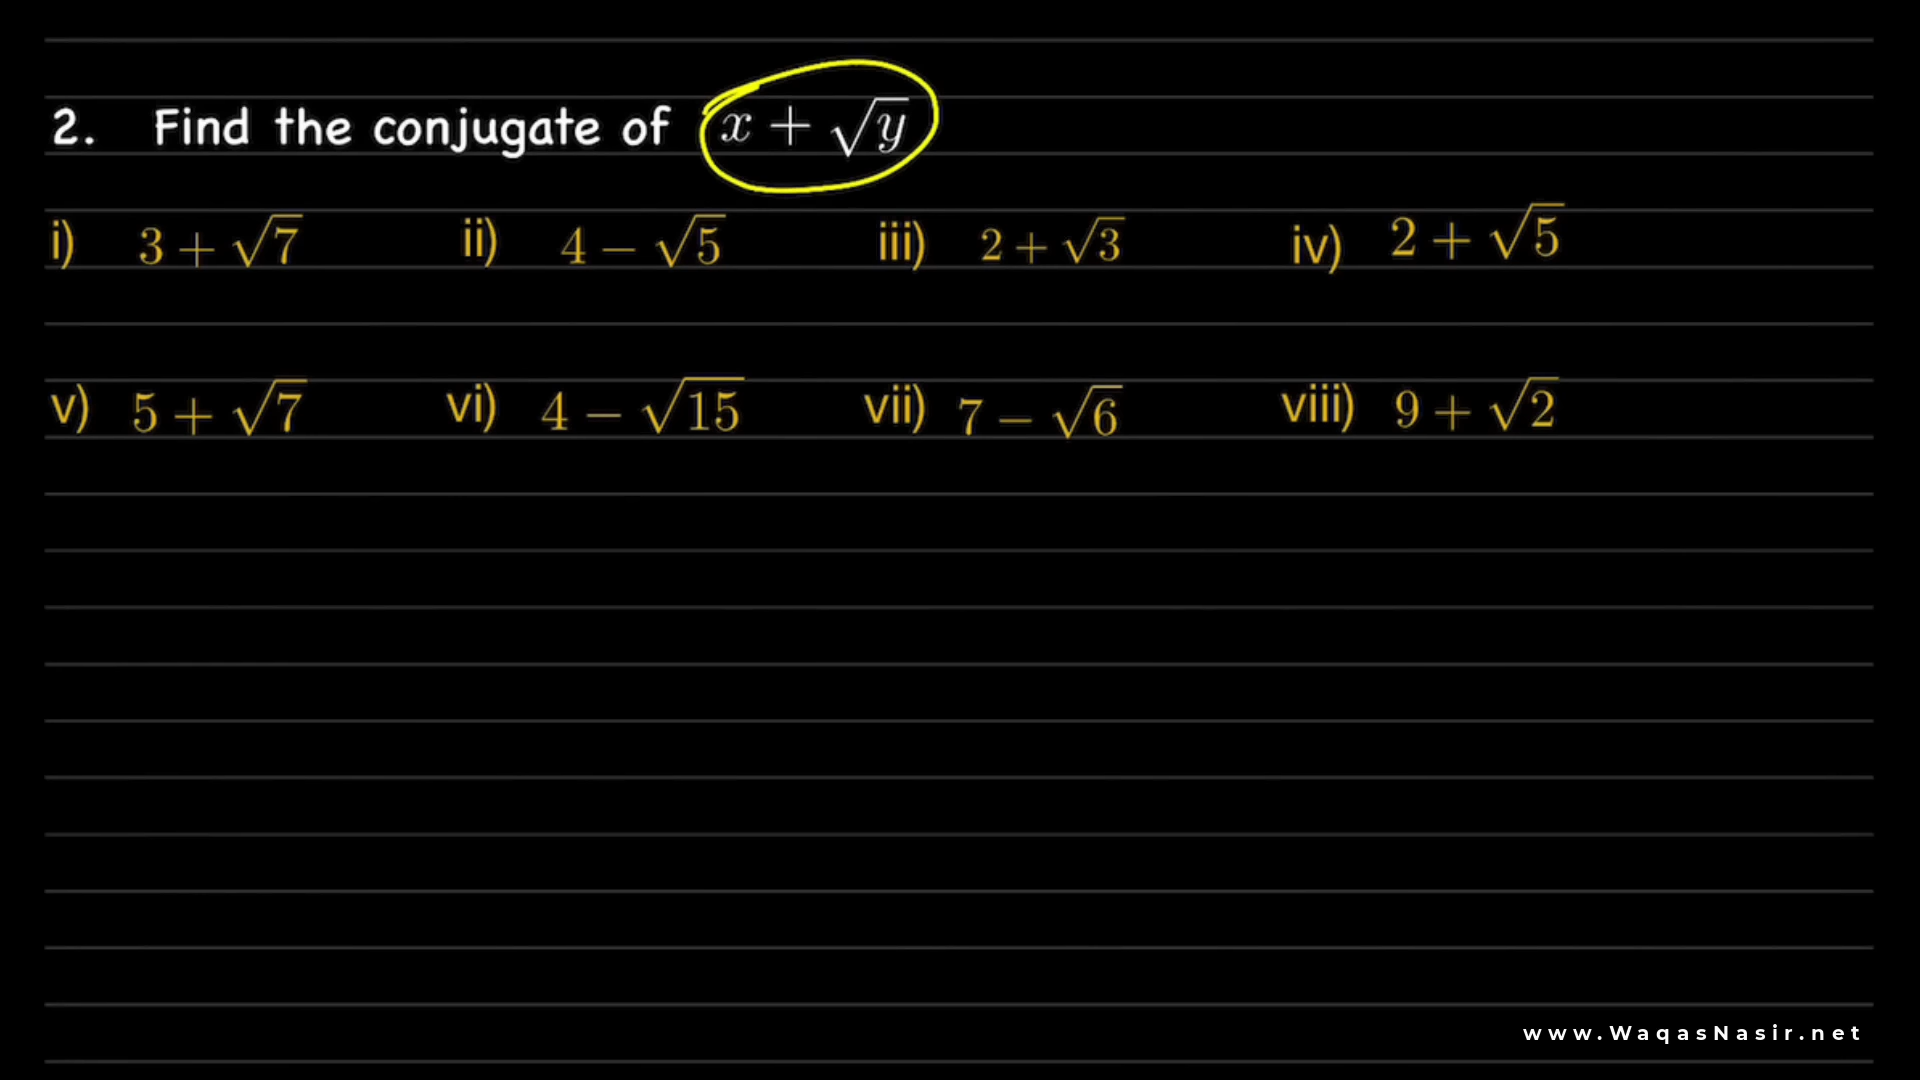 2. Find the conjugate of x + √y
i) 3 + √7 ii) 4 − √5 iii) 2 + √3 iv) 2 + √5
v) 5 + √7 vi) 4 − √15 vii) 7 − √6 viii) 9 + √2
www.WaqasNasir.net